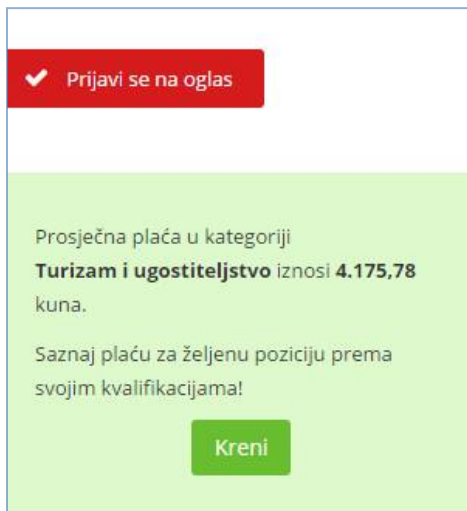 Prijavi se na oglas
Prosječna plaća u kategoriji
Turizam i ugostiteljstvo iznosi 4.175,78
kuna.
Saznaj plaću za željenu poziciju prema
svojim kvalifikacijama!
Kreni